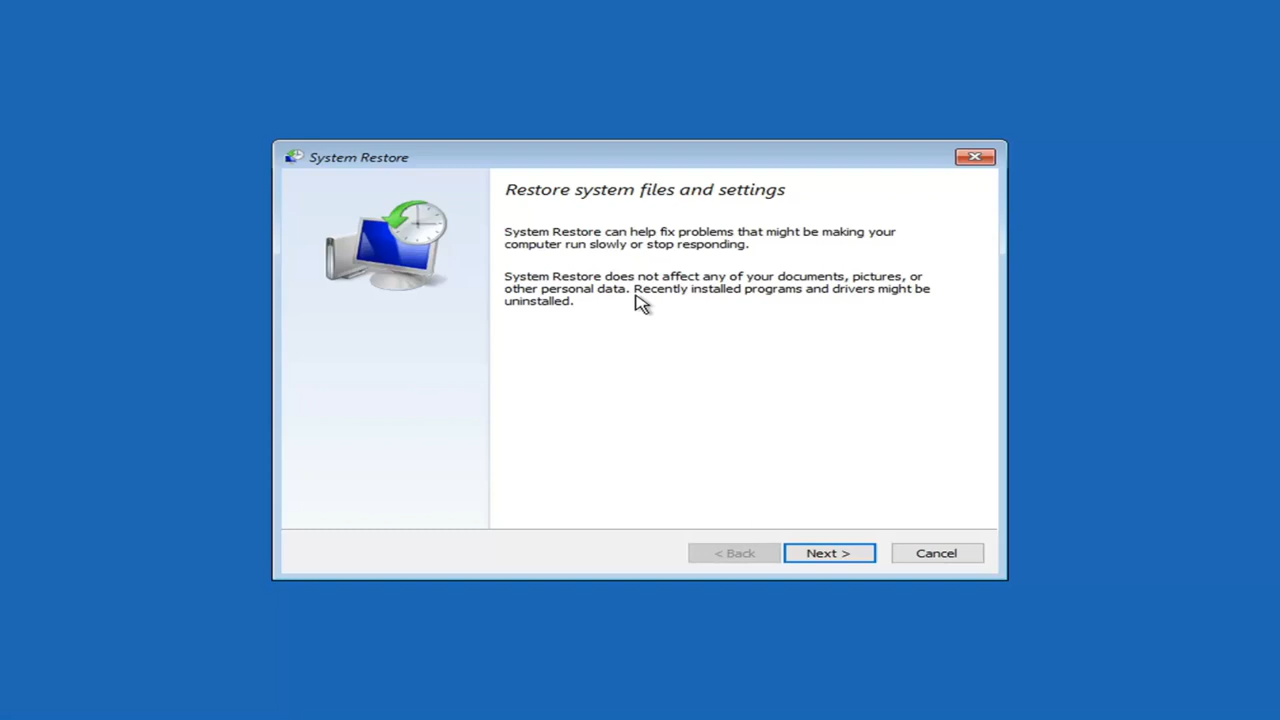 System Restore
Restore system files and settings
System Restore can help fix problems that might be making your
computer run slowly or stop responding.
System Restore does not affect any of your documents, pictures, or
other personal data. Recently installed programs and drivers might be
uninstalled.
< Back
Next >
Cancel